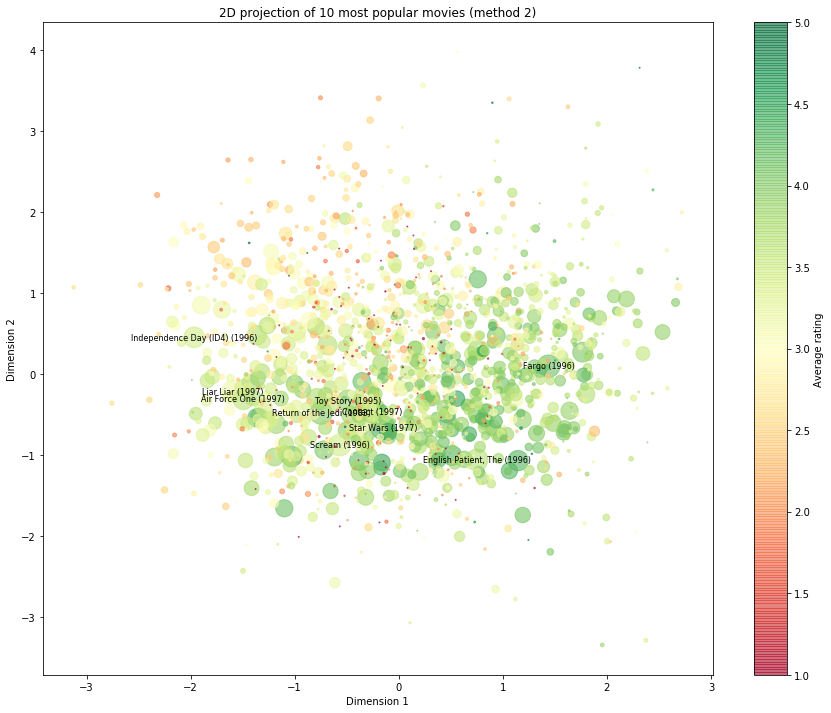 2D projection of 10 most popular movies (method 2)
5.0
4.5
4.0
3.5
3.0
2.5
2.0
1.5
1.0
Average rating
4
3
2
1
0
−1
−2
−3
Dimension 2
Independence Day (ID4) (1996)
Fargo (1996)
Liar Liar (1997)
Air Force One (1997)
Toy Story (1995)
Contact (1997)
Return of the Jedi (1983)
Star Wars (1977)
Scream (1996)
English Patient, The (1996)
−3
−2
−1
0
1
2
3
Dimension 1